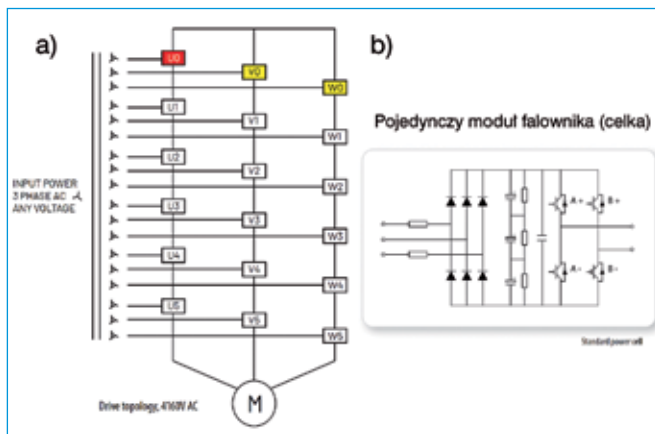 a)
b)
U0
V0
W0
U1
V1
W1
U2
V2
W2
U3
V3
W3
U4
V4
W4
U5
V5
W5
INPUT POWER
3 PHASE AC
ANY VOLTAGE
M
Drive topology, 4160V AC
Pojedynczy moduł falownika (celka)
A+
B+
A-
B-
Standard power cell